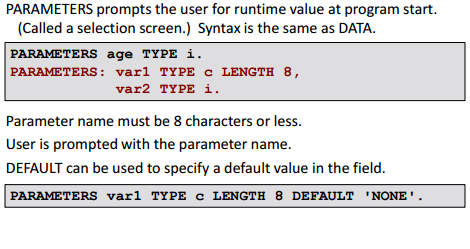 PARAMETERS prompts the user for runtime value at program start.
(Called a selection screen.) Syntax is the same as DATA.
PARAMETERS age TYPE i.
PARAMETERS: var1 TYPE c LENGTH 8,
var2 TYPE i.
Parameter name must be 8 characters or less.
User is prompted with the parameter name.
DEFAULT can be used to specify a default value in the field.
PARAMETERS var1 TYPE c LENGTH 8 DEFAULT 'NONE'.